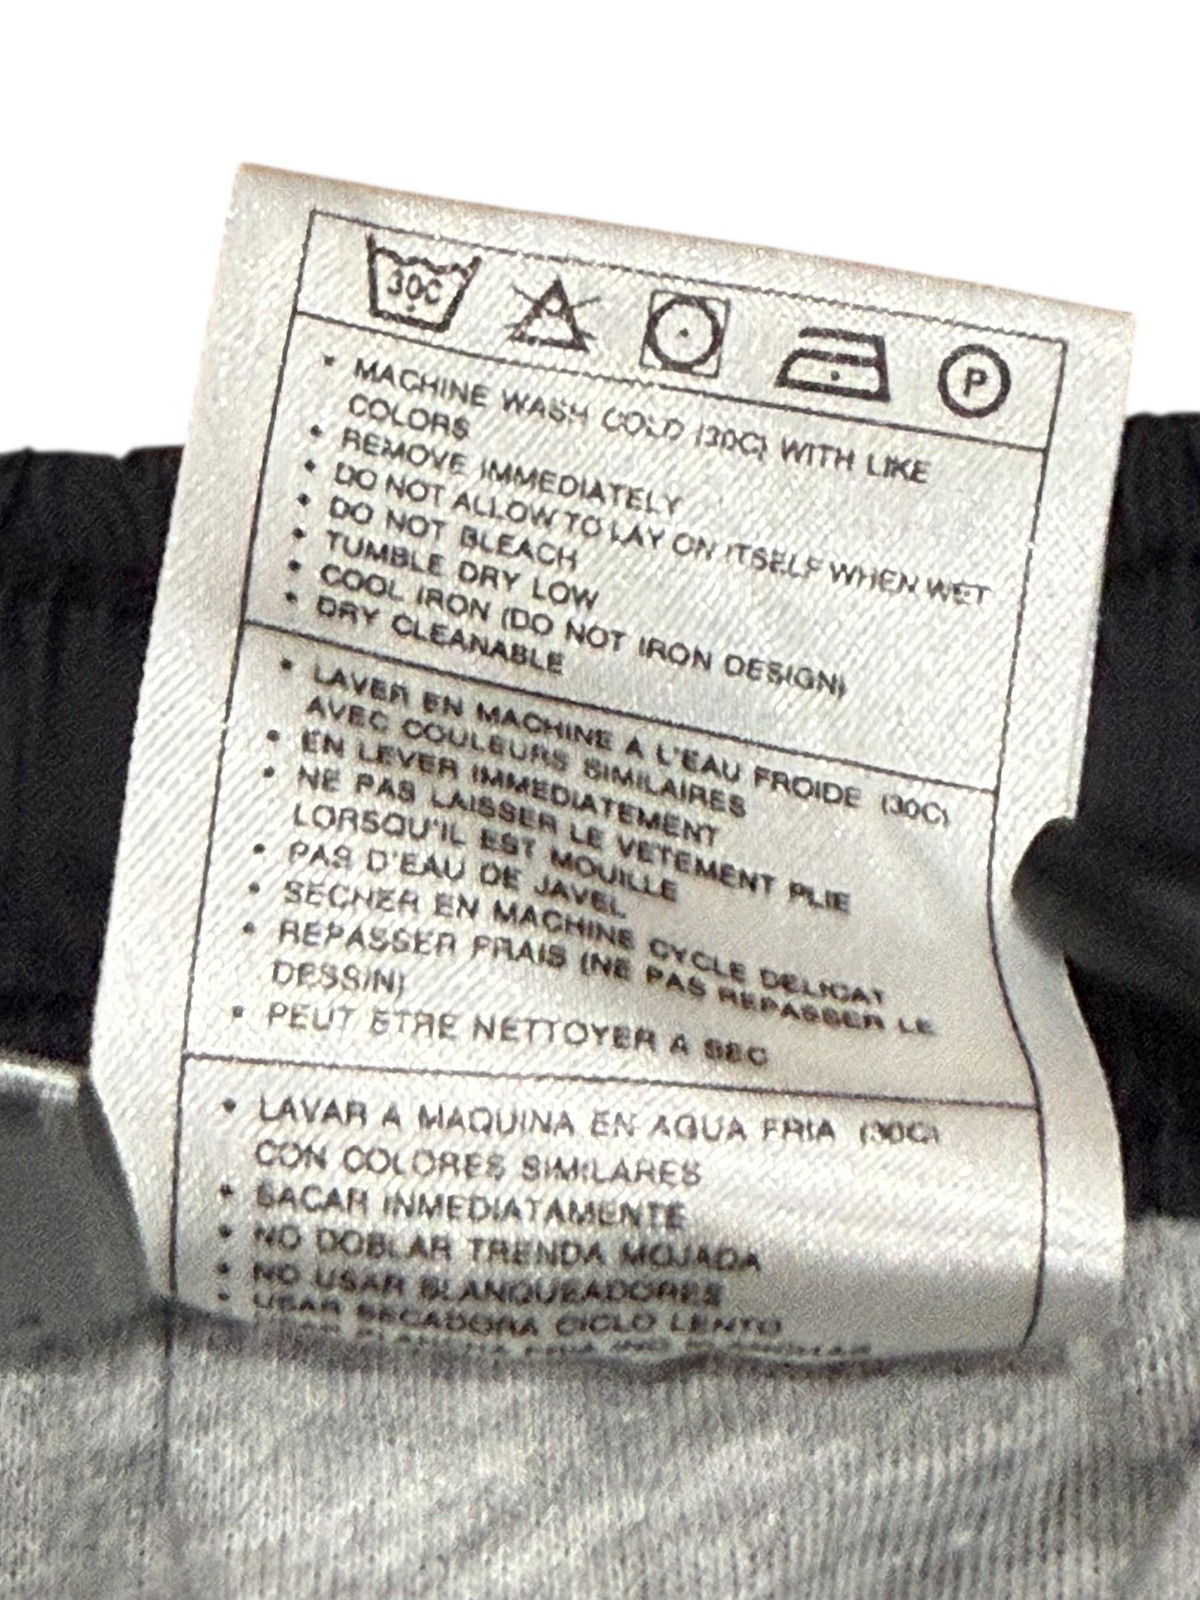 30C
P
• MACHINE WASH COLD (30C) WITH LIKE
COLORS
• REMOVE IMMEDIATELY
• DO NOT ALLOW TO LAY ON ITSELF WHEN WET
• DO NOT BLEACH
• TUMBLE DRY LOW
• COOL IRON (DO NOT IRON DESIGN)
• DRY CLEANABLE
• LAVER EN MACHINE A L'EAU FROIDE (30C)
AVEC COULEURS SIMILAIRES
• EN LEVER IMMEDIATEMENT
• NE PAS LAISSER LE VETEMENT PLIE
LORSQU'IL EST MOUILLE
• PAS D'EAU DE JAVEL
• SECHER EN MACHINE CYCLE DELICAT
• REPASSER FRAIS (NE PAS REPASSER LE
DESSIN)
• PEUT ETRE NETTOYER A SEC
• LAVAR A MAQUINA EN AGUA FRIA (30C)
CON COLORES SIMILARES
• SACAR INMEDIATAMENTE
• NO DOBLAR TRENDA MOJADA
• NO USAR BLANQUEADORES
• USAR SECADORA CICLO LENTO